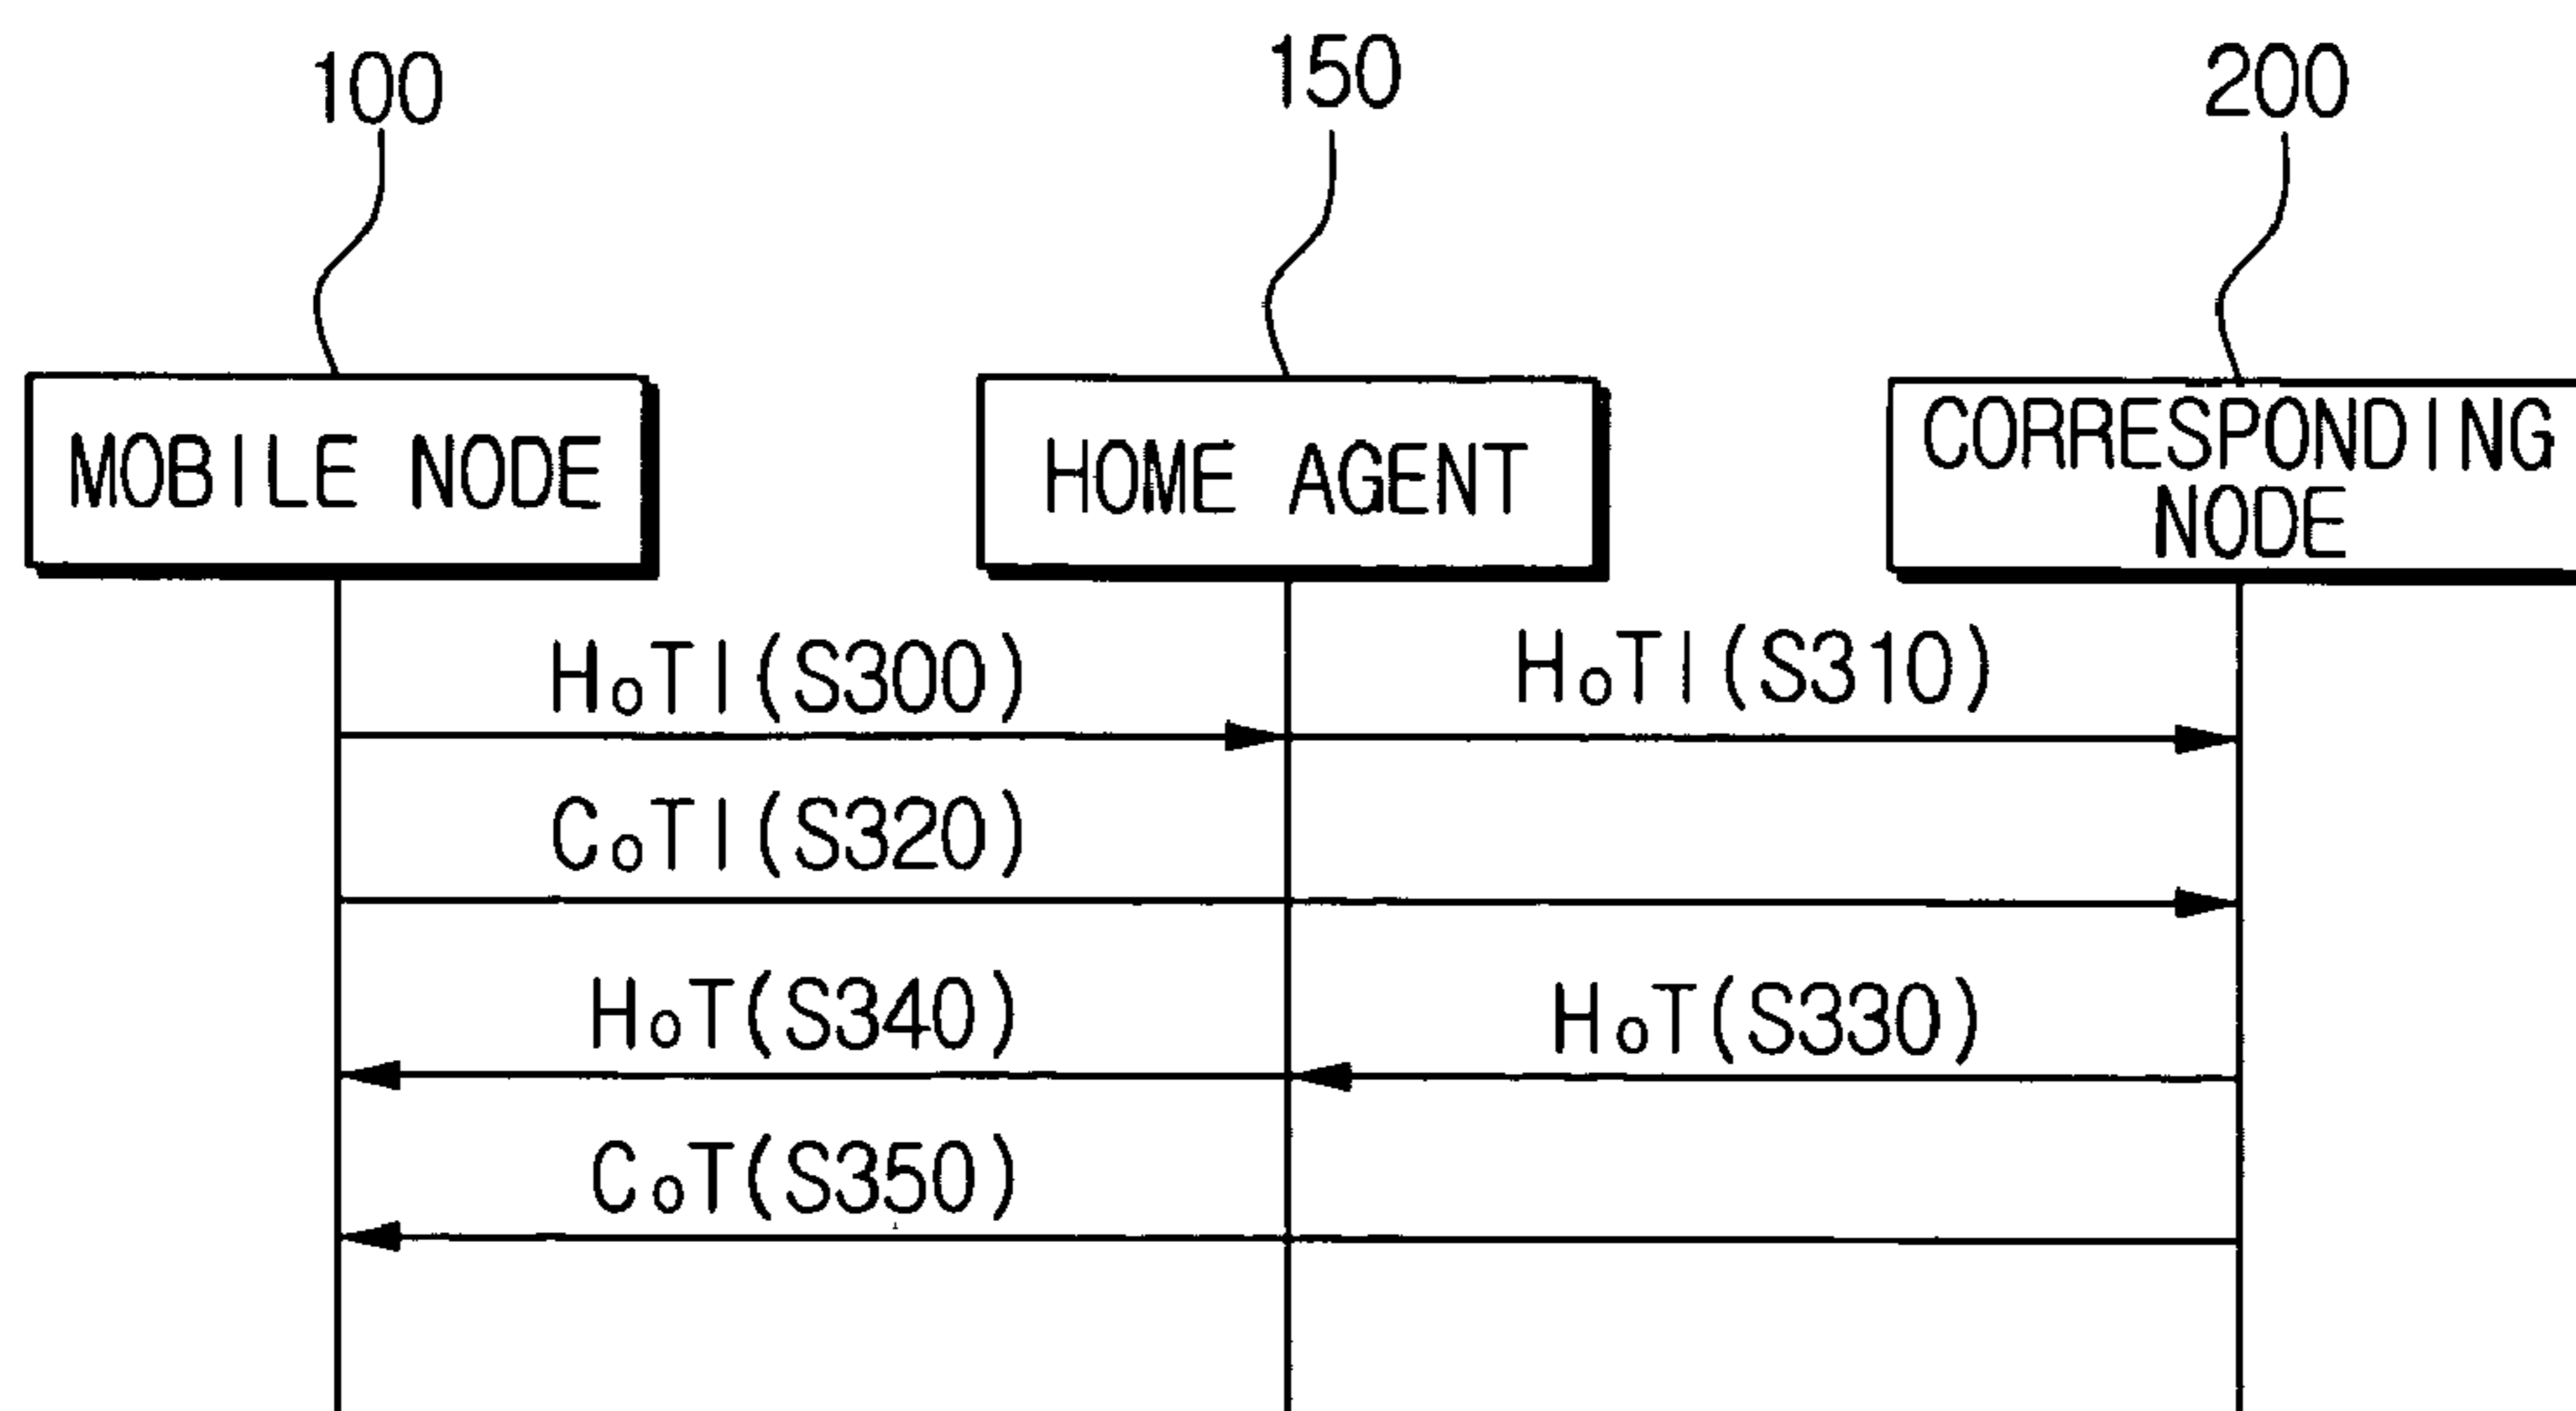 100
150
200
MOBILE NODE
HOME AGENT
CORRESPONDING
NODE
HoTI(S300)
HoTI(S310)
CoTI(S320)
HoT(S340)
HoT(S330)
CoT(S350)